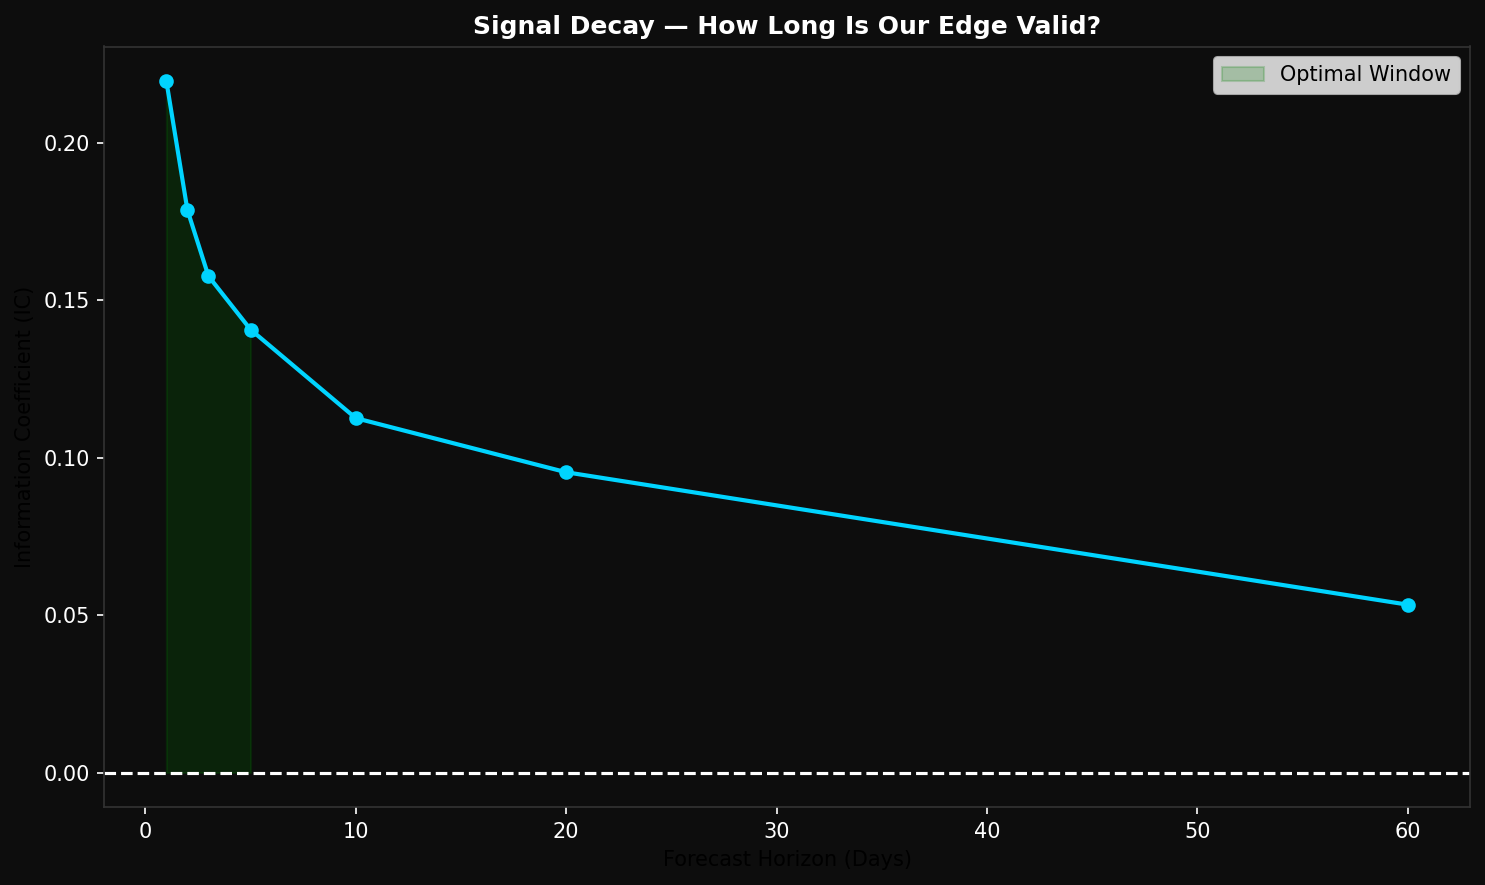 Signal Decay — How Long Is Our Edge Valid?
Optimal Window
Information Coefficient (IC)
0.20
0.15
0.10
0.05
0.00
0 10 20 30 40 50 60
Forecast Horizon (Days)